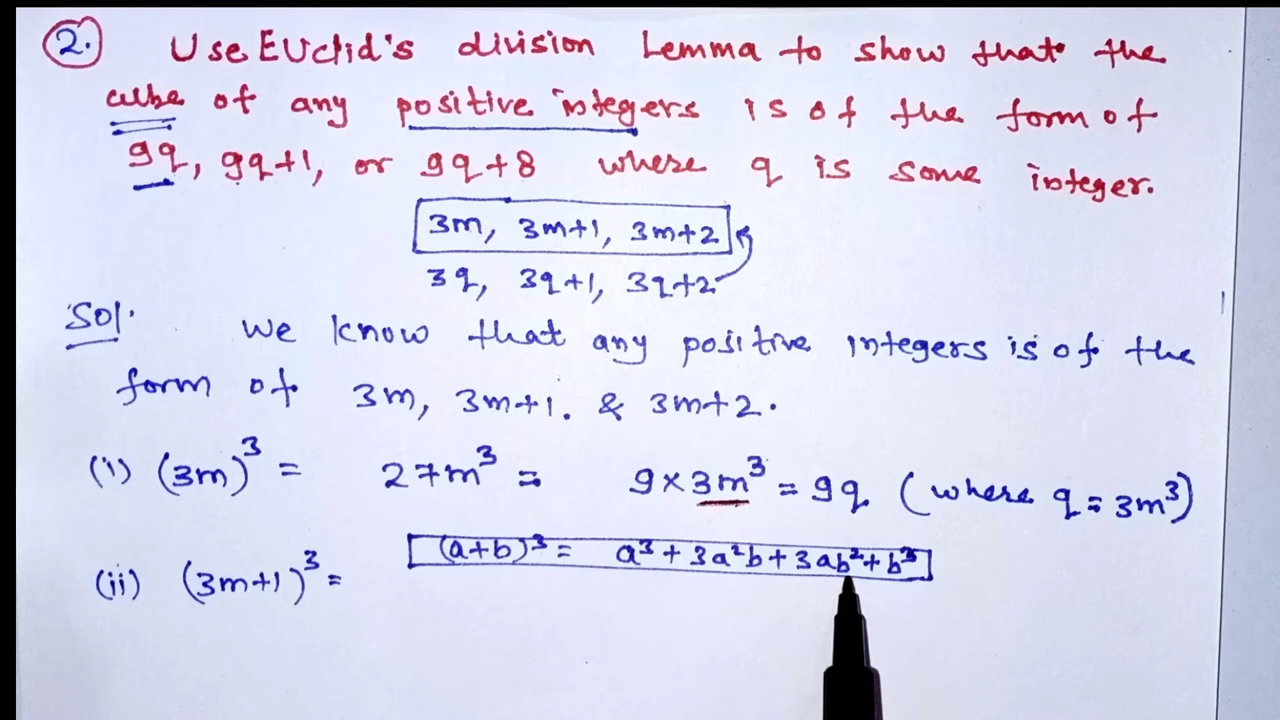 2. Use Euclid's division Lemma to show that the
cube of any positive integers is of the form of
9q, 9q+1, or 9q+8 where q is some integer.
3m, 3m+1, 3m+2
3q, 3q+1, 3q+2
Sol. We know that any positive integers is of the
form of 3m, 3m+1. & 3m+2.
(i) (3m)³ = 27m³ = 9×3m³ = 9q (where q = 3m³)
(a+b)³ = a³+3a²b+3ab²+b³
(ii) (3m+1)³ =